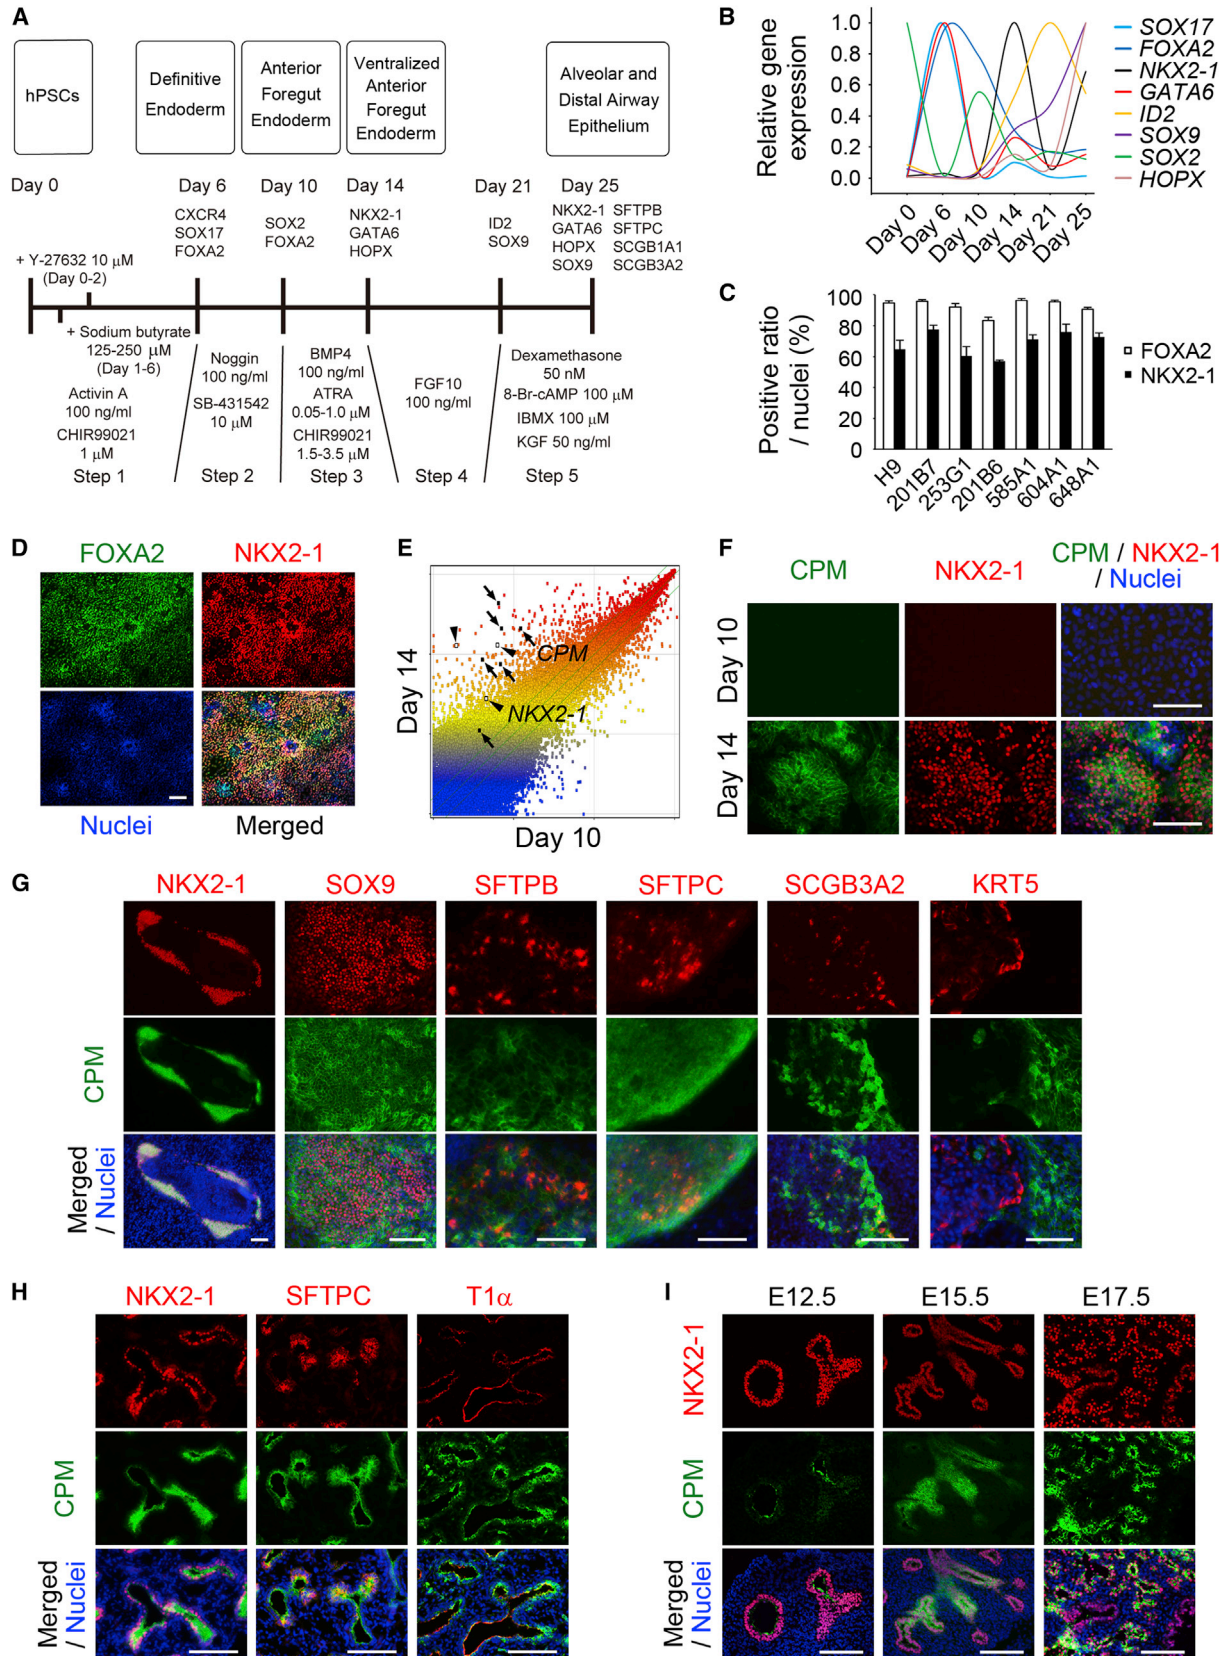 A
hPSCs
Definitive
Endoderm
Anterior
Foregut
Endoderm
Ventralized
Anterior
Foregut
Endoderm
Alveolar and
Distal Airway
Epithelium
Day 0
Day 6
Day 10
Day 14
Day 21
Day 25
CXCR4
SOX17
FOXA2
SOX2
FOXA2
NKX2-1
GATA6
HOPX
ID2
SOX9
NKX2-1
GATA6
HOPX
SOX9
SFTPB
SFTPC
SCGB1A1
SCGB3A2
+ Y-27632 10 μM
(Day 0-2)
+ Sodium butyrate
125-250 μM
(Day 1-6)
Activin A
100 ng/ml
CHIR99021
1 μM
Step 1
Noggin
100 ng/ml
SB-431542
10 μM
Step 2
BMP4
100 ng/ml
ATRA
0.05-1.0 μM
CHIR99021
1.5-3.5 μM
Step 3
FGF10
100 ng/ml
Step 4
Dexamethasone
50 nM
8-Br-cAMP 100 μM
IBMX 100 μM
KGF 50 ng/ml
Step 5
B
Relative gene
expression
1.0
0.8
0.6
0.4
0.2
0.0
Day 0
Day 6
Day 10
Day 14
Day 21
Day 25
SOX17
FOXA2
NKX2-1
GATA6
ID2
SOX9
SOX2
HOPX
C
Positive ratio
/ nuclei (%)
100
80
60
40
20
0
H9
201B7
253G1
201B6
585A1
604A1
648A1
FOXA2
NKX2-1
D
FOXA2
NKX2-1
Nuclei
Merged
E
Day 14
CPM
NKX2-1
Day 10
F
CPM
NKX2-1
CPM / NKX2-1
/ Nuclei
Day 10
Day 14
G
NKX2-1
SOX9
SFTPB
SFTPC
SCGB3A2
KRT5
CPM
Merged
/ Nuclei
H
NKX2-1
SFTPC
T1α
CPM
Merged
/ Nuclei
I
E12.5
E15.5
E17.5
NKX2-1
CPM
Merged
/ Nuclei